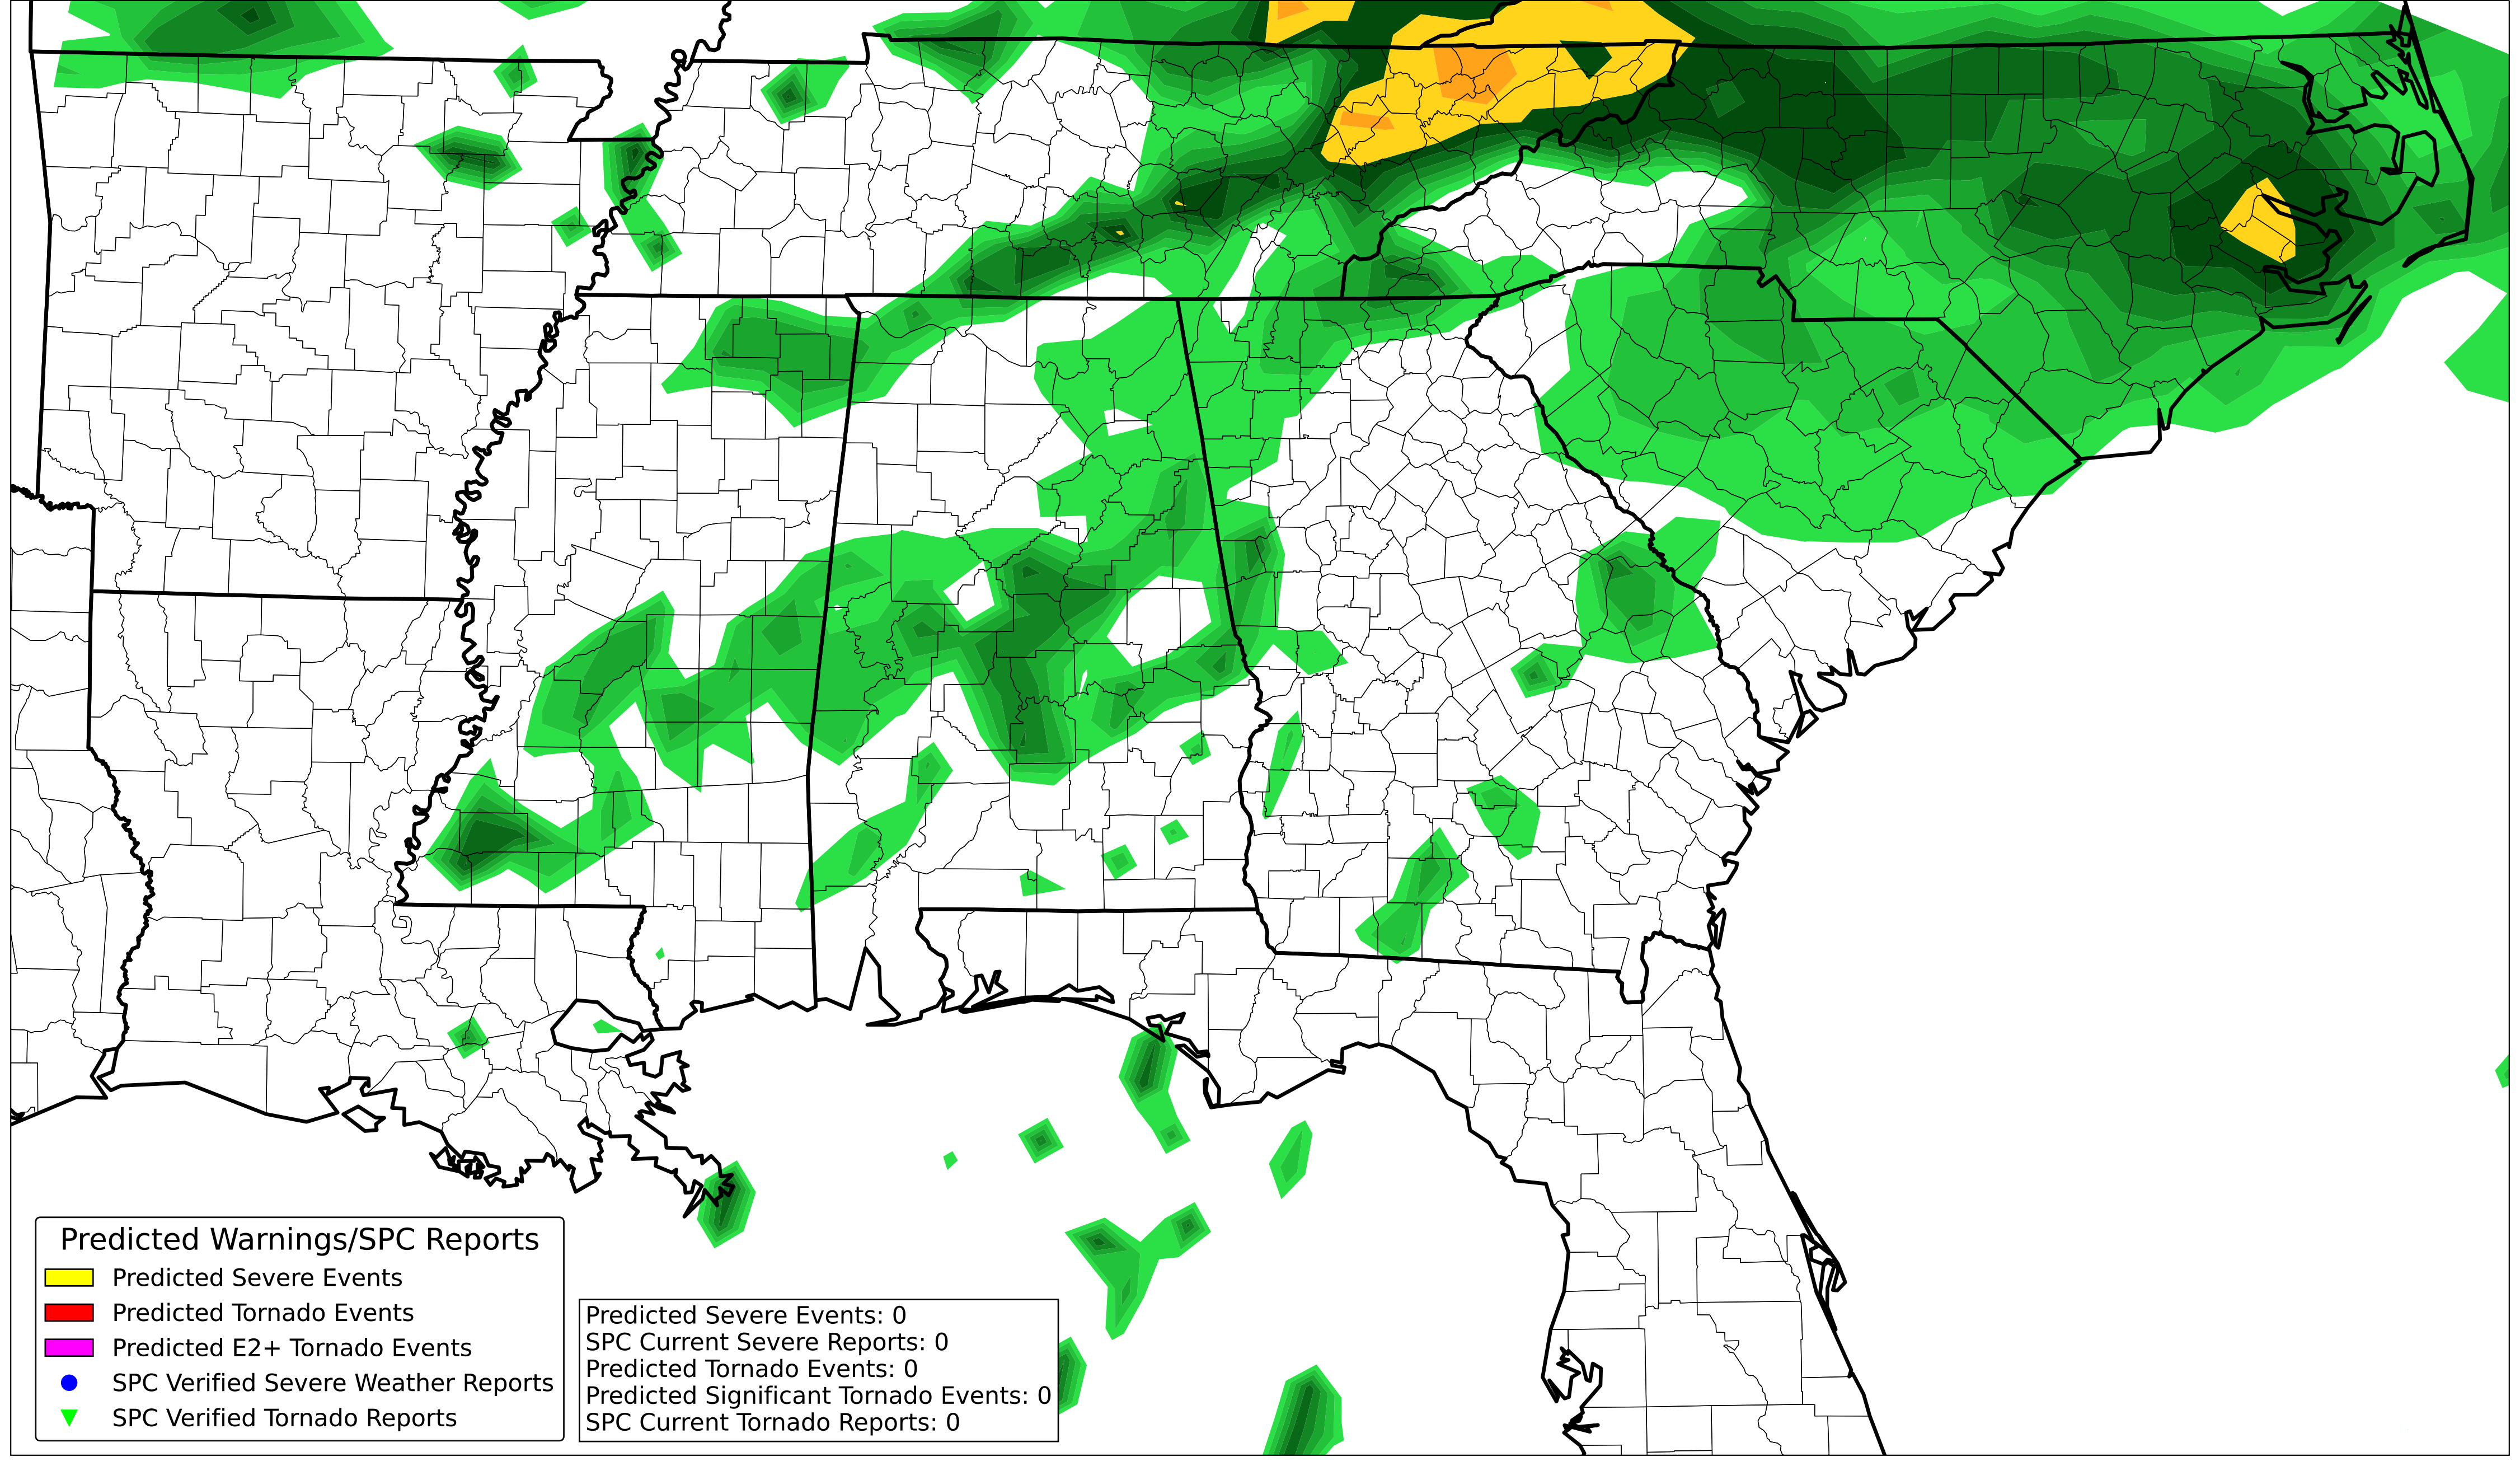 Predicted Warnings/SPC Reports
Predicted Severe Events
Predicted Tornado Events
Predicted E2+ Tornado Events
SPC Verified Severe Weather Reports
SPC Verified Tornado Reports
Predicted Severe Events: 0
SPC Current Severe Reports: 0
Predicted Tornado Events: 0
Predicted Significant Tornado Events: 0
SPC Current Tornado Reports: 0